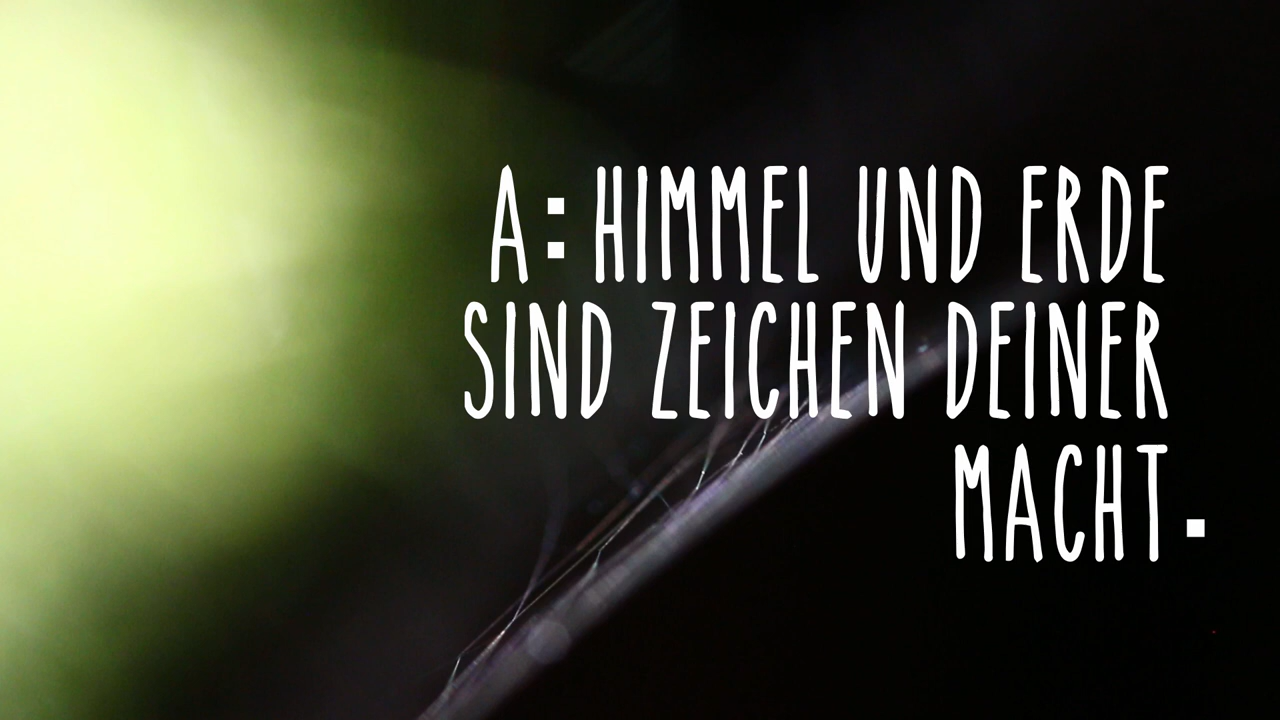 A: HIMMEL UND ERDE
SIND ZEICHEN DEINER
MACHT.